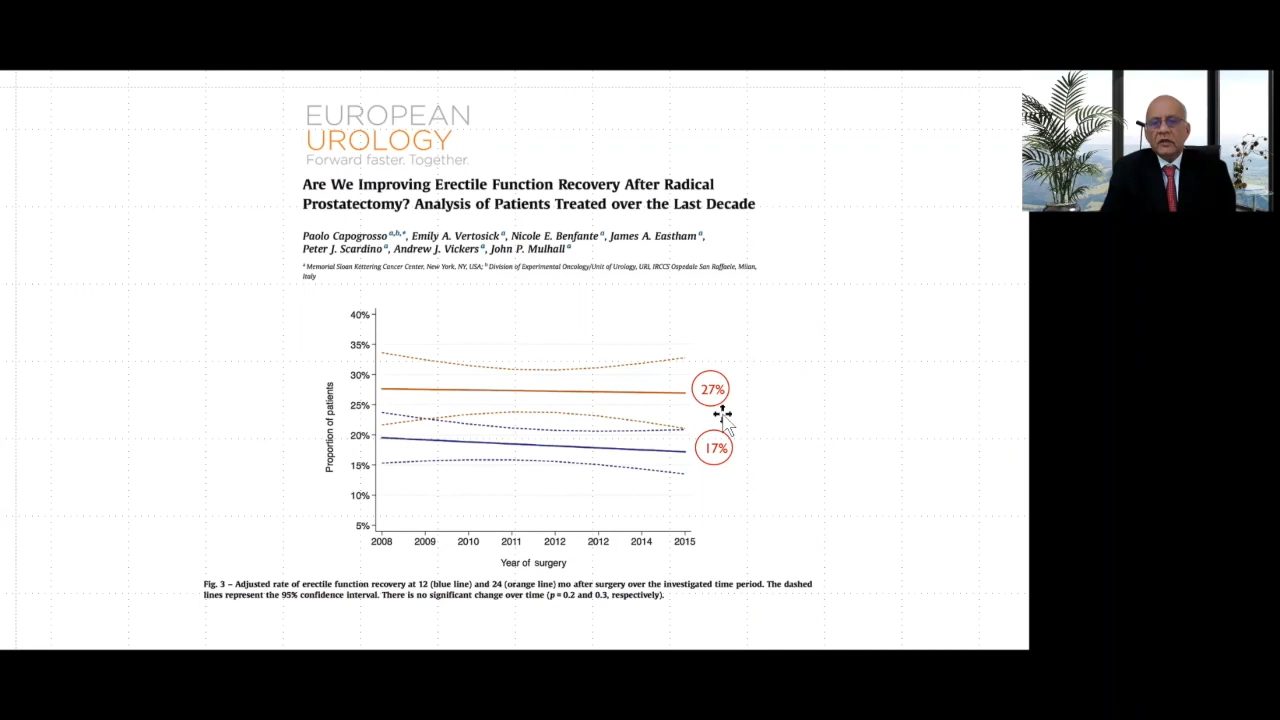 EUROPEAN
UROLOGY
Forward faster. Together.
Are We Improving Erectile Function Recovery After Radical
Prostatectomy? Analysis of Patients Treated over the Last Decade
Paolo Capogrosso a,b,*, Emily A. Vertosick a, Nicole E. Benfante a, James A. Eastham a,
Peter J. Scardino a, Andrew J. Vickers a, John P. Mulhall a
a Memorial Sloan Kettering Cancer Center, New York, NY, USA; b Division of Experimental Oncology/Unit of Urology, URI, IRCCS Ospedale San Raffaele, Milan,
Italy
40%
35%
30%
25%
20%
15%
10%
5%
Proportion of patients
27%
17%
2008 2009 2010 2011 2012 2012 2014 2015
Year of surgery
Fig. 3 – Adjusted rate of erectile function recovery at 12 (blue line) and 24 (orange line) mo after surgery over the investigated time period. The dashed
lines represent the 95% confidence interval. There is no significant change over time (p = 0.2 and 0.3, respectively).